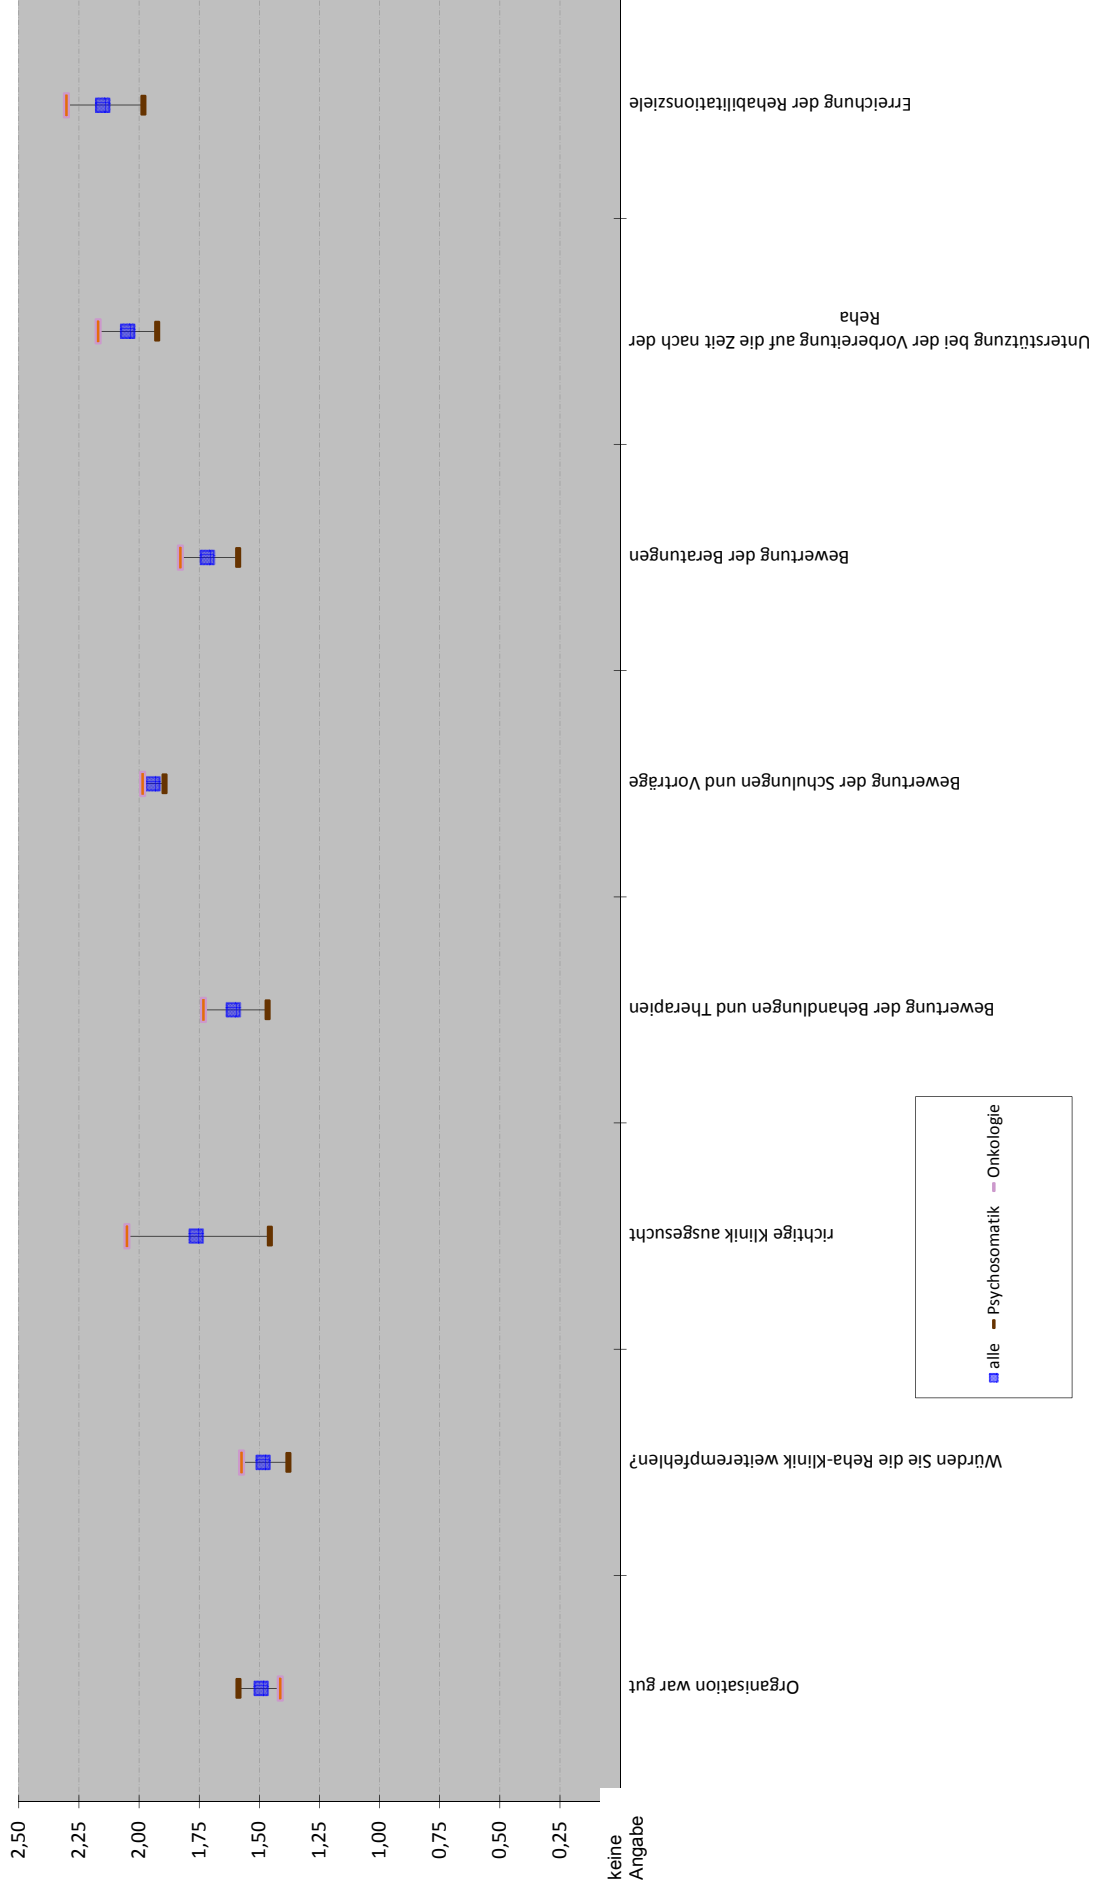 2,50
2,25
2,00
1,75
1,50
1,25
1,00
0,75
0,50
0,25
keine
Angabe
Organisation war gut
Würden Sie die Reha-Klinik weiterempfehlen?
richtige Klinik ausgesucht
Bewertung der Behandlungen und Therapien
Bewertung der Schulungen und Vorträge
Bewertung der Beratungen
Unterstützung bei der Vorbereitung auf die Zeit nach der
Reha
Erreichung der Rehabilitationsziele
alle Psychosomatik Onkologie